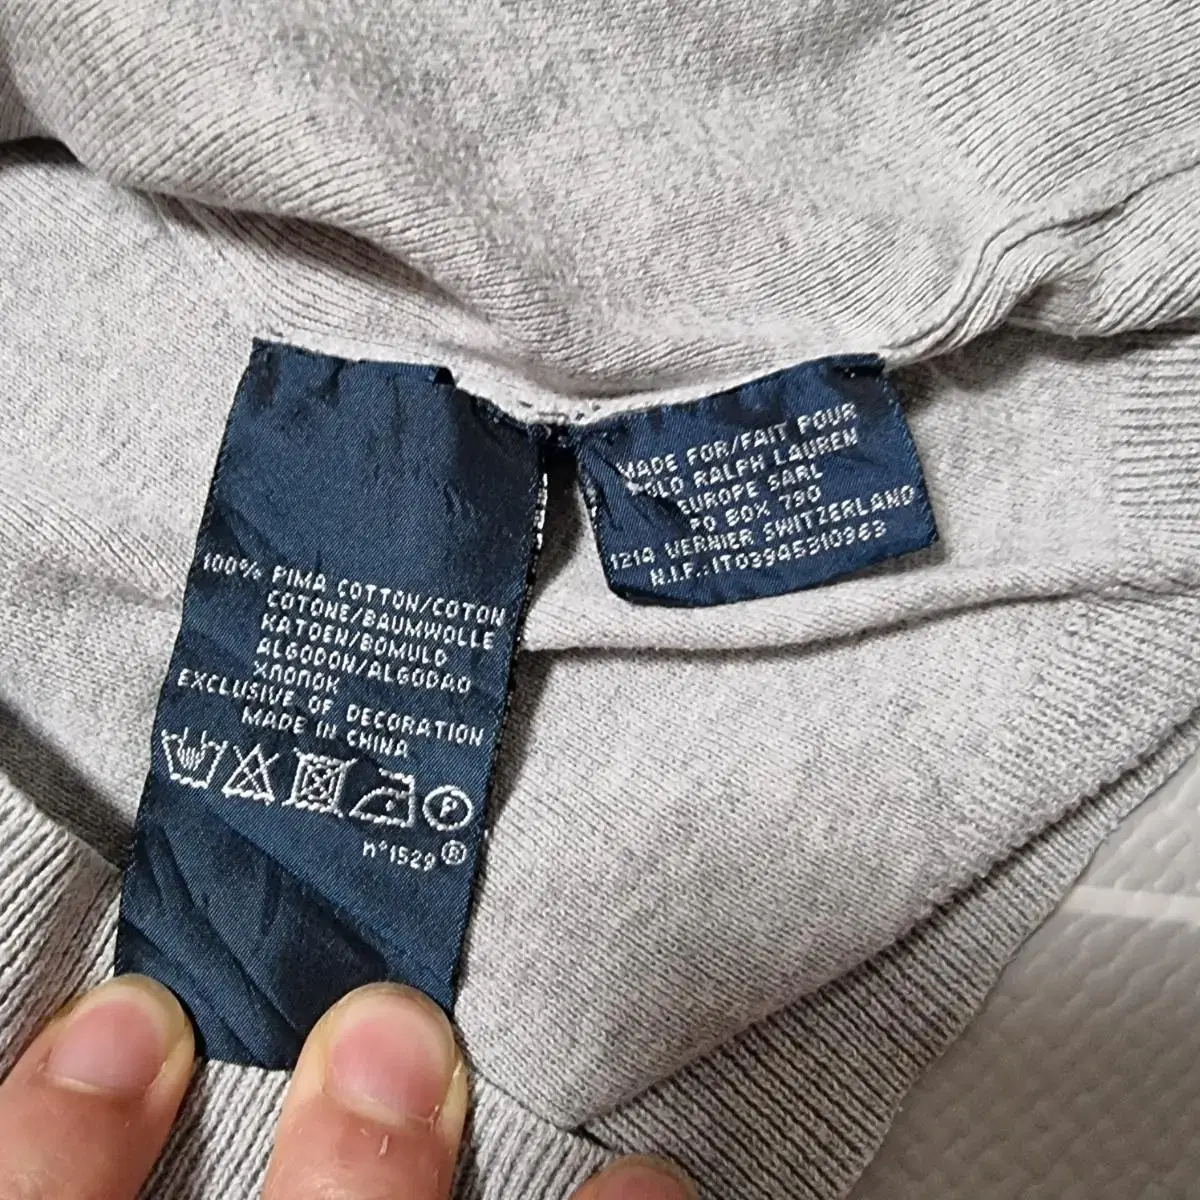 100% PIMA COTTON/COTON
COTONE/BAUMWOLLE
KATOEN/BOMULD
ALGODON/ALGODAO
хлопок
EXCLUSIVE OF DECORATION
MADE IN CHINA
P
n°1529 ®
MADE FOR/FAIT POUR
POLO RALPH LAUREN
EUROPE SARL
PO BOX 790
1214 VERNIER SWITZERLAND
N.I.F.:IT03945310963